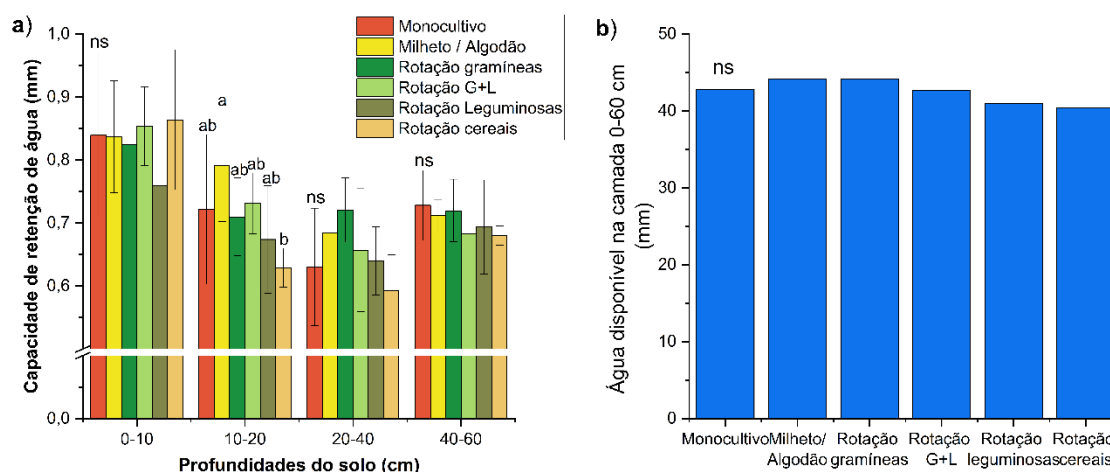 a)
Capacidade de retenção de água (mm)
1,0
0,9
0,8
0,7
0,6
0,0
ns
ab
a
ab
ab
ab
b
ns
ns
Monocultivo
Milheto / Algodão
Rotação gramíneas
Rotação G+L
Rotação Leguminosas
Rotação cereais
0-10
10-20
20-40
40-60
Profundidades do solo (cm)
b)
Água disponível na camada 0-60 cm
(mm)
50
40
30
20
10
0
ns
Monocultivo
Milheto/
Algodão
Rotação
gramíneas
Rotação
G+L
Rotação
leguminosas
Rotação
cereais